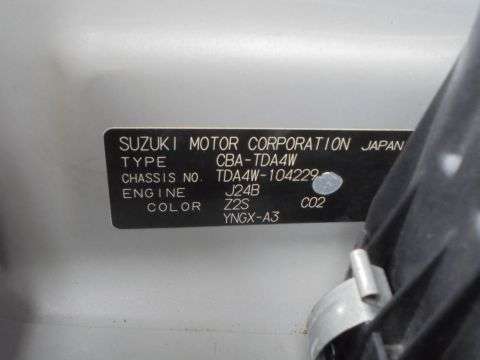 SUZUKI MOTOR CORPORATION JAPAN
TYPE CBA-TDA4W
CHASSIS NO. TDA4W-104229
ENGINE J24B
COLOR Z2S C02
YNGX-A3